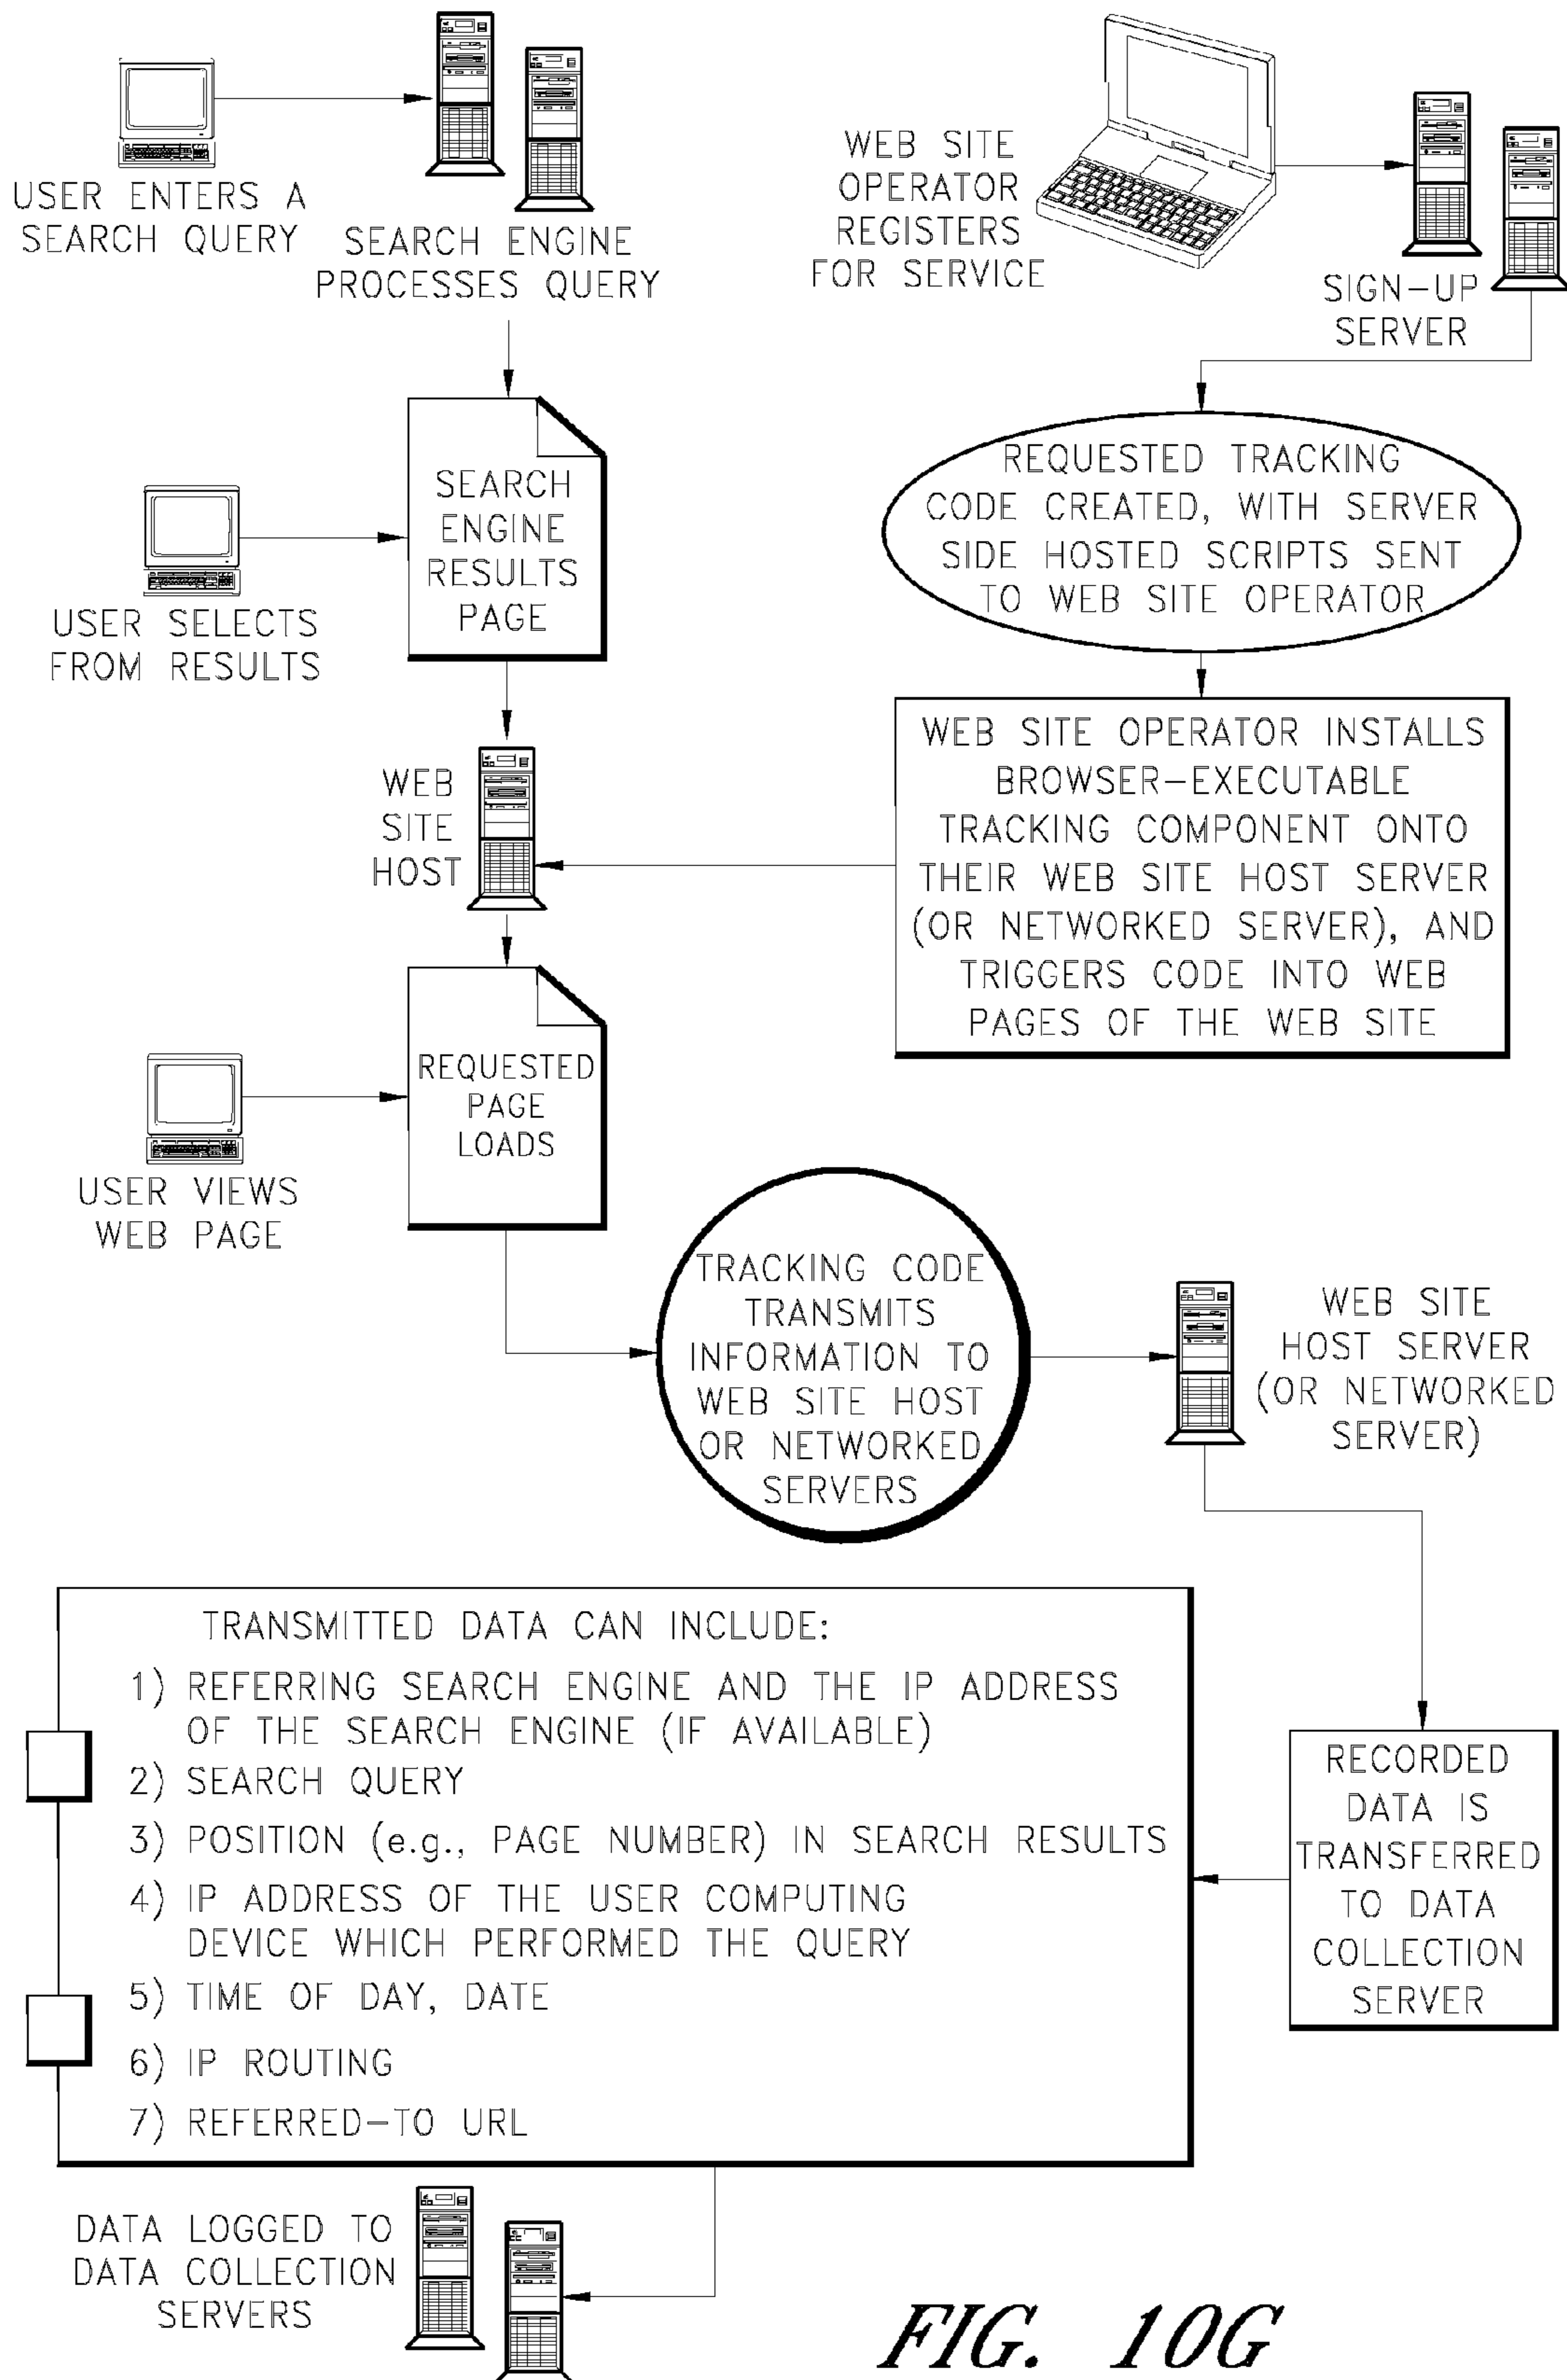 USER ENTERS A
SEARCH QUERY
SEARCH ENGINE
PROCESSES QUERY
WEB SITE
OPERATOR
REGISTERS
FOR SERVICE
SIGN-UP
SERVER
REQUESTED TRACKING
CODE CREATED, WITH SERVER
SIDE HOSTED SCRIPTS SENT
TO WEB SITE OPERATOR
SEARCH
ENGINE
RESULTS
PAGE
USER SELECTS
FROM RESULTS
WEB SITE OPERATOR INSTALLS
BROWSER-EXECUTABLE
TRACKING COMPONENT ONTO
THEIR WEB SITE HOST SERVER
(OR NETWORKED SERVER), AND
TRIGGERS CODE INTO WEB
PAGES OF THE WEB SITE
WEB
SITE
HOST
REQUESTED
PAGE
LOADS
USER VIEWS
WEB PAGE
TRACKING CODE
TRANSMITS
INFORMATION TO
WEB SITE HOST
OR NETWORKED
SERVERS
WEB SITE
HOST SERVER
(OR NETWORKED
SERVER)
RECORDED
DATA IS
TRANSFERRED
TO DATA
COLLECTION
SERVER
TRANSMITTED DATA CAN INCLUDE:
1) REFERRING SEARCH ENGINE AND THE IP ADDRESS
OF THE SEARCH ENGINE (IF AVAILABLE)
2) SEARCH QUERY
3) POSITION (e.g., PAGE NUMBER) IN SEARCH RESULTS
4) IP ADDRESS OF THE USER COMPUTING
DEVICE WHICH PERFORMED THE QUERY
5) TIME OF DAY, DATE
6) IP ROUTING
7) REFERRED-TO URL
DATA LOGGED TO
DATA COLLECTION
SERVERS
FIG. 10G